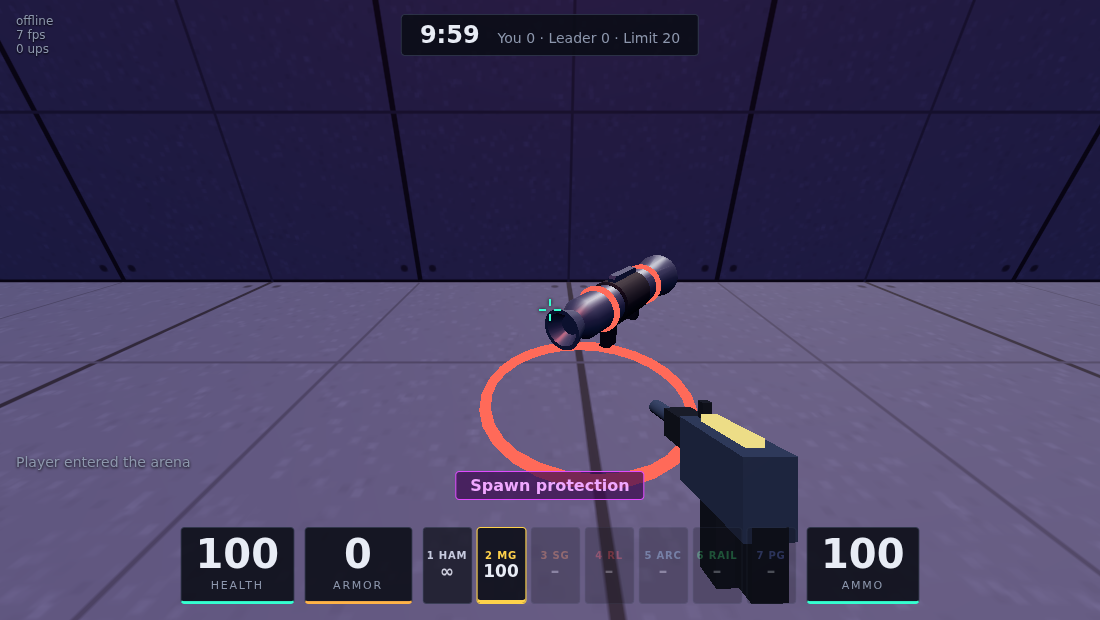 offline
7 fps
0 ups
9:59 You 0 · Leader 0 · Limit 20
Player entered the arena
Spawn protection
100
HEALTH
0
ARMOR
1 HAM
∞
2 MG
100
3 SG
–
4 RL
–
5 ARC
–
6 RAIL
–
7 PG
–
100
AMMO